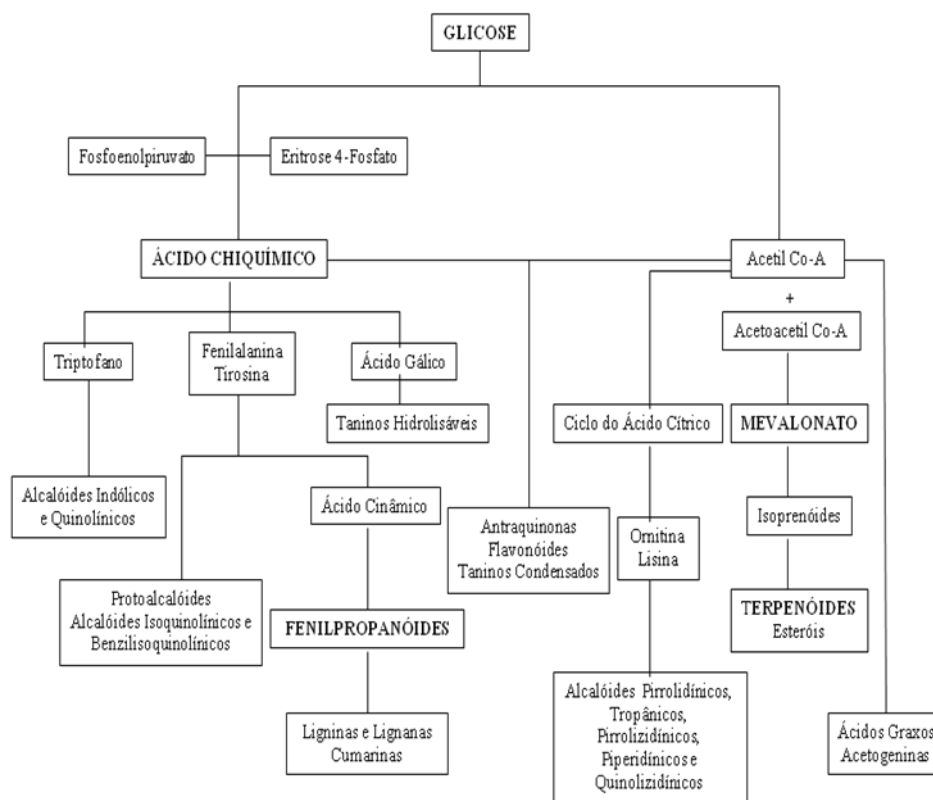 GLICOSE
Fosfoenolpiruvato
Eritrose 4-Fosfato
ÁCIDO CHIQUÍMICO
Acetil Co-A
+
Acetoacetil Co-A
Triptofano
Fenilalanina
Tirosina
Ácido Gálico
Taninos Hidrolisáveis
Ciclo do Ácido Cítrico
MEVALONATO
Alcalóides Indólicos
e Quinolínicos
Ácido Cinâmico
Antraquinonas
Flavonóides
Taninos Condensados
Ornitina
Lisina
Isoprenóides
Protoalcalóides
Alcalóides Isoquinolínicos e
Benzilisoquinolínicos
FENILPROPANÓIDES
TERPENÓIDES
Esteróis
Ligninas e Lignanas
Cumarinas
Alcalóides Pirrolidínicos,
Tropânicos,
Pirrolizidínicos,
Piperidínicos e
Quinolizidínicos
Ácidos Graxos
Acetogeninas